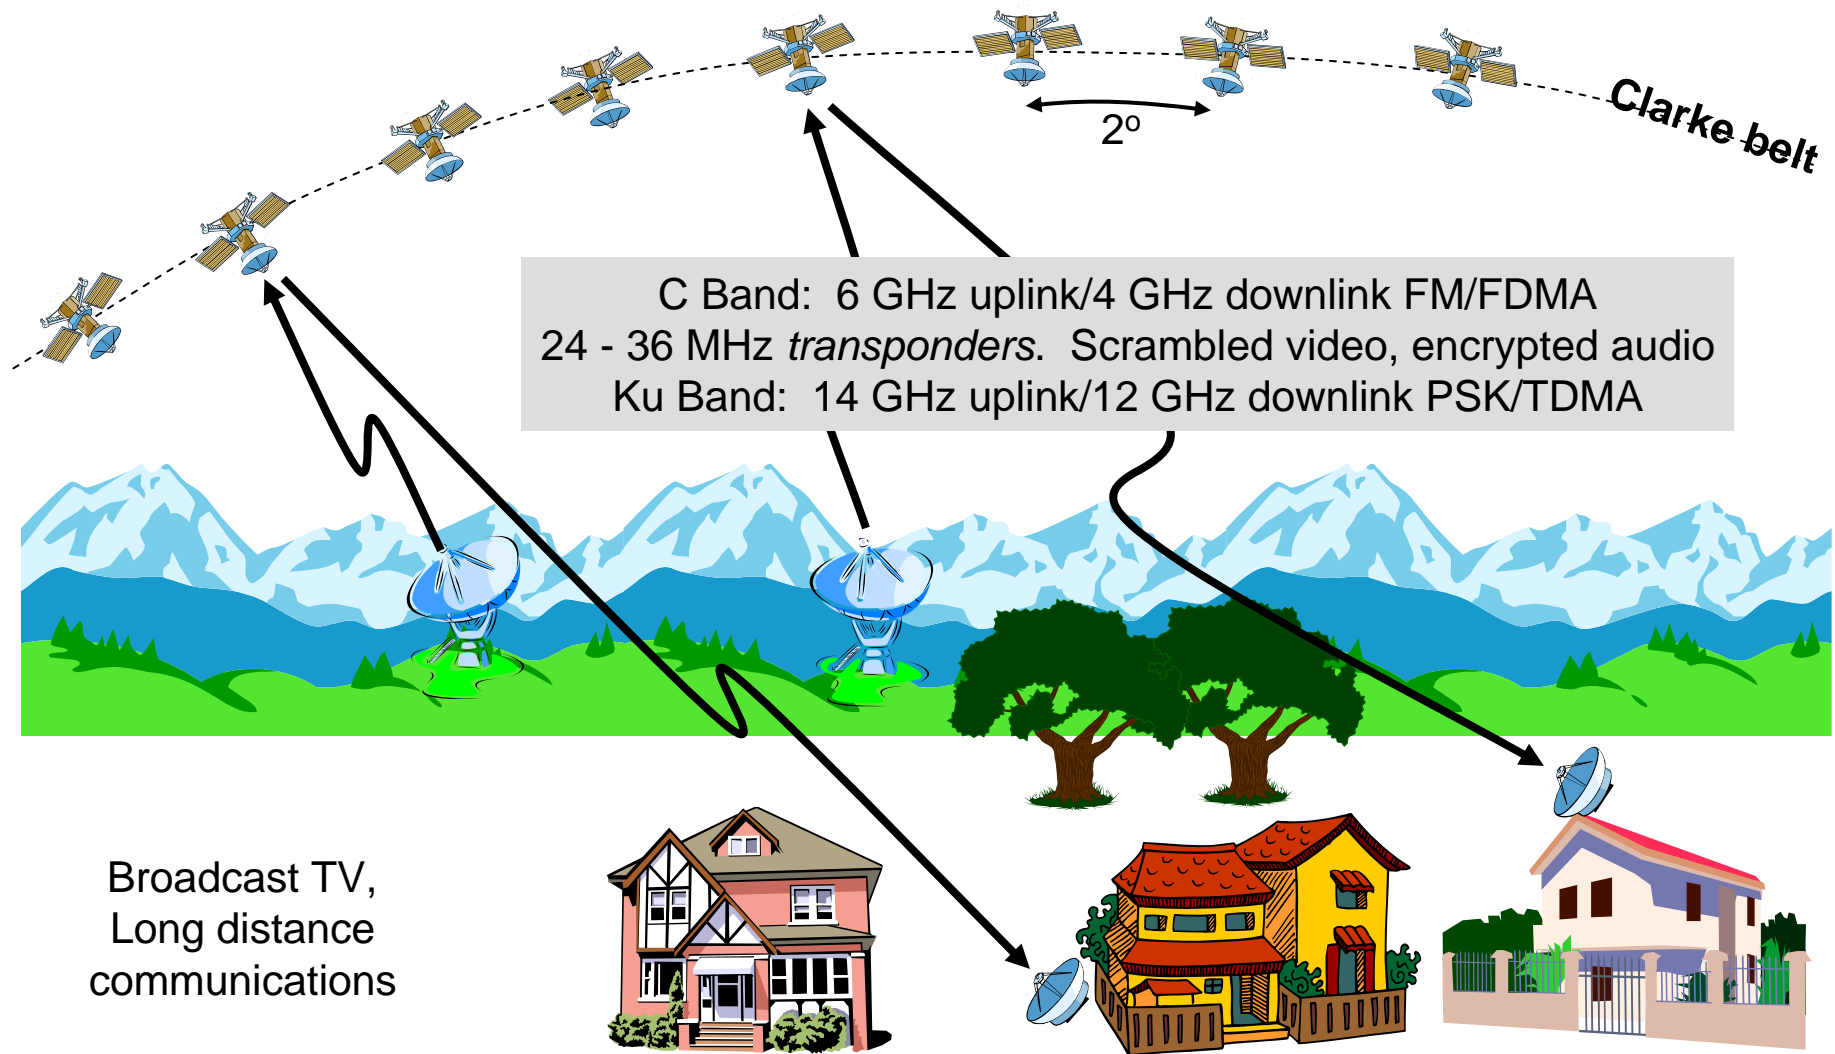 Clarke belt
2º
C Band:  6 GHz uplink/4 GHz downlink FM/FDMA
24 - 36 MHz transponders.  Scrambled video, encrypted audio
Ku Band:  14 GHz uplink/12 GHz downlink PSK/TDMA
Broadcast TV,
Long distance
communications